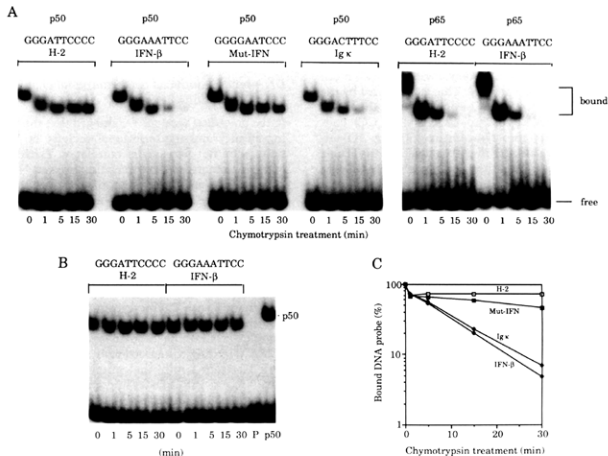 A
p50 p50 p50 p50 p65 p65
GGGATTCCCC GGGAAATTCC GGGGAATCCC GGGACTTTCC GGGATTCCCC GGGAAATTCC
H-2 IFN-β Mut-IFN Ig κ H-2 IFN-β
bound
free
0 1 5 15 30 0 1 5 15 30 0 1 5 15 30 0 1 5 15 30 0 1 5 15 30 0 1 5 15 30
Chymotrypsin treatment (min)
B
GGGATTCCCC GGGAAATTCC
H-2 IFN-β
p50
0 1 5 15 30 0 1 5 15 30 P p50
(min)
C
Bound DNA probe (%)
100
10
1
H-2
Mut-IFN
Ig κ
IFN-β
0 10 20 30
Chymotrypsin treatment (min)